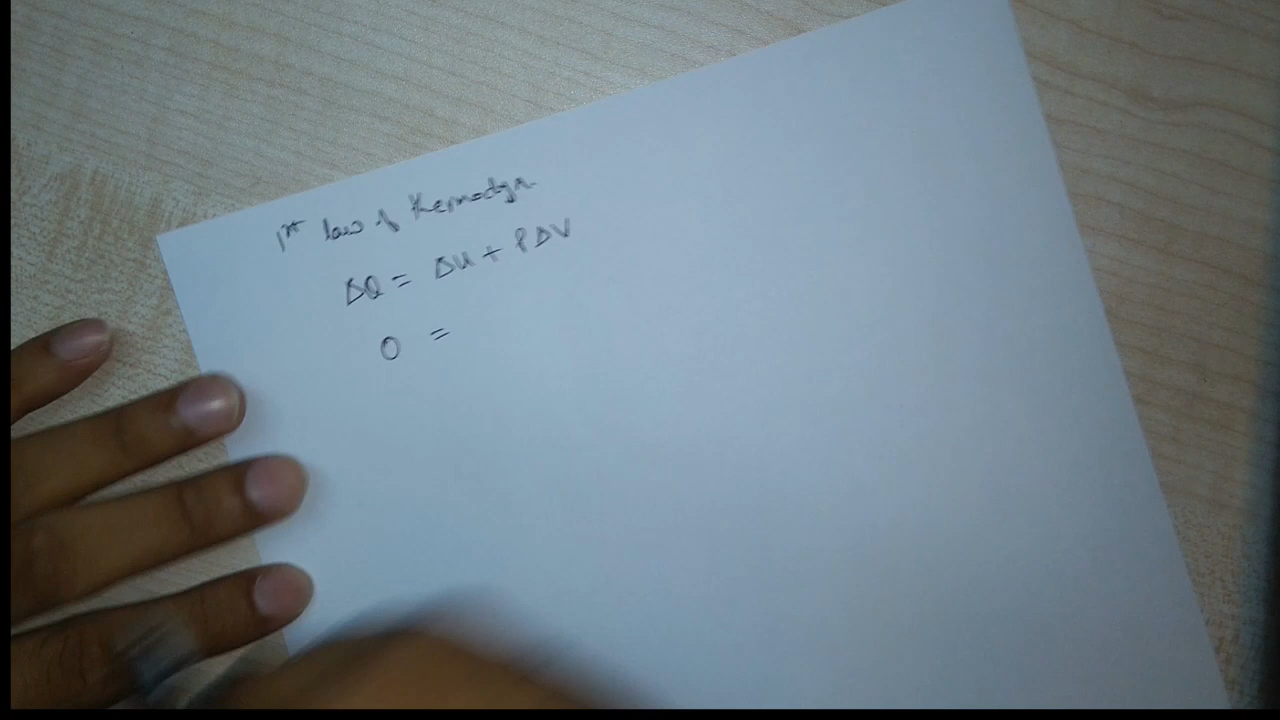 1st law of thermodyn.
ΔQ = ΔU + PΔV
0 =